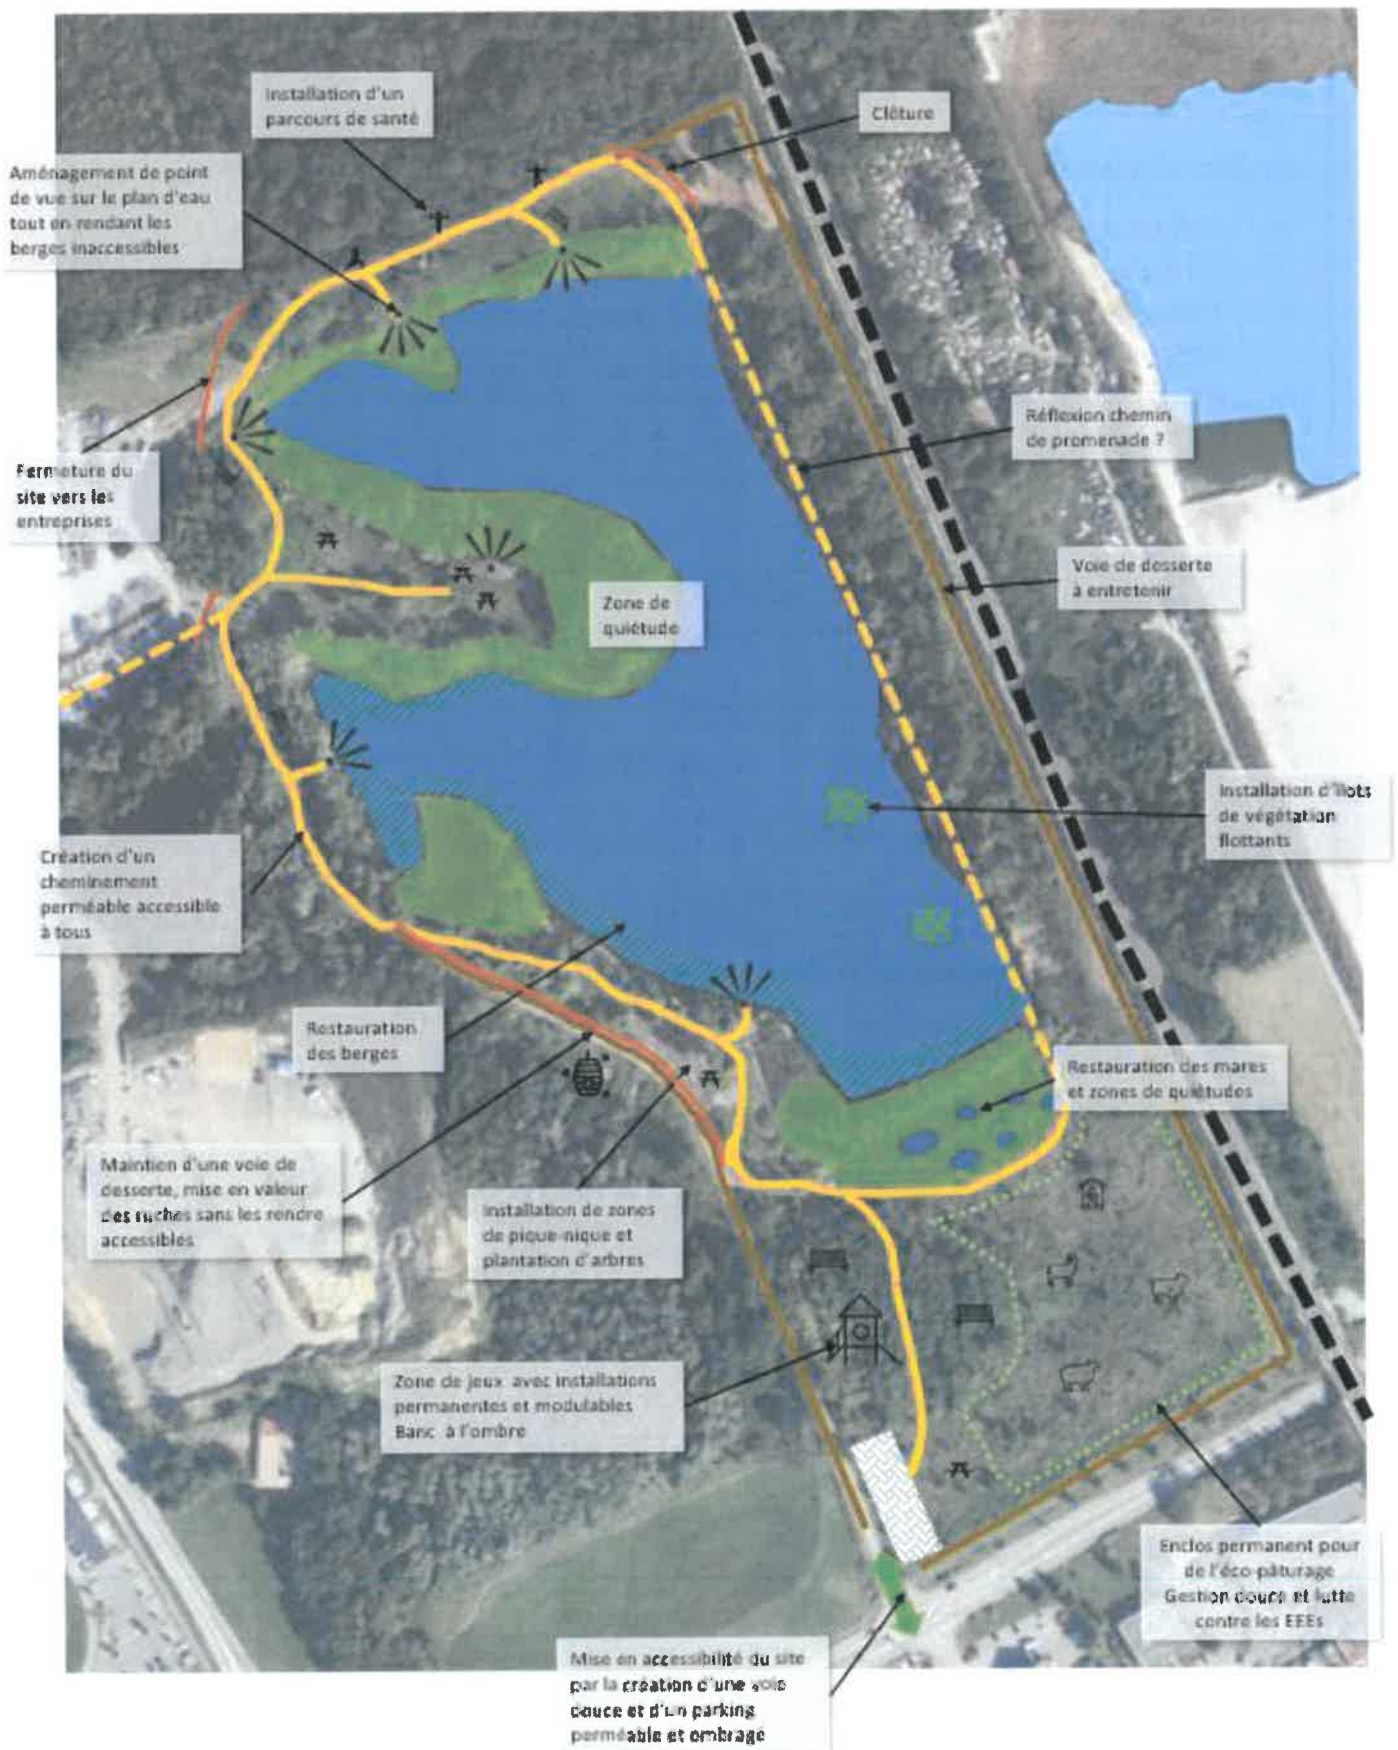 Installation d'un
parcours de santé
Clôture
Aménagement de point
de vue sur le plan d'eau
tout en rendant les
berges inaccessibles
Réflexion chemin
de promenade ?
Fermeture du
site vers les
entreprises
Voie de desserte
à entretenir
Zone de
quiétude
Installation d'îlots
de végétation
flottants
Création d'un
cheminement
perméable accessible
à tous
Restauration
des berges
Restauration des mares
et zones de quiétudes
Maintien d'une voie de
desserte, mise en valeur
des ruches sans les rendre
accessibles
Installation de zones
de pique-nique et
plantation d'arbres
Zone de jeux avec installations
permanentes et modulables
Banc à l'ombre
Enclos permanent pour
de l'éco-pâturage
Gestion douce et lutte
contre les EEEs
Mise en accessibilité du site
par la création d'une voie
douce et d'un parking
perméable et ombragé